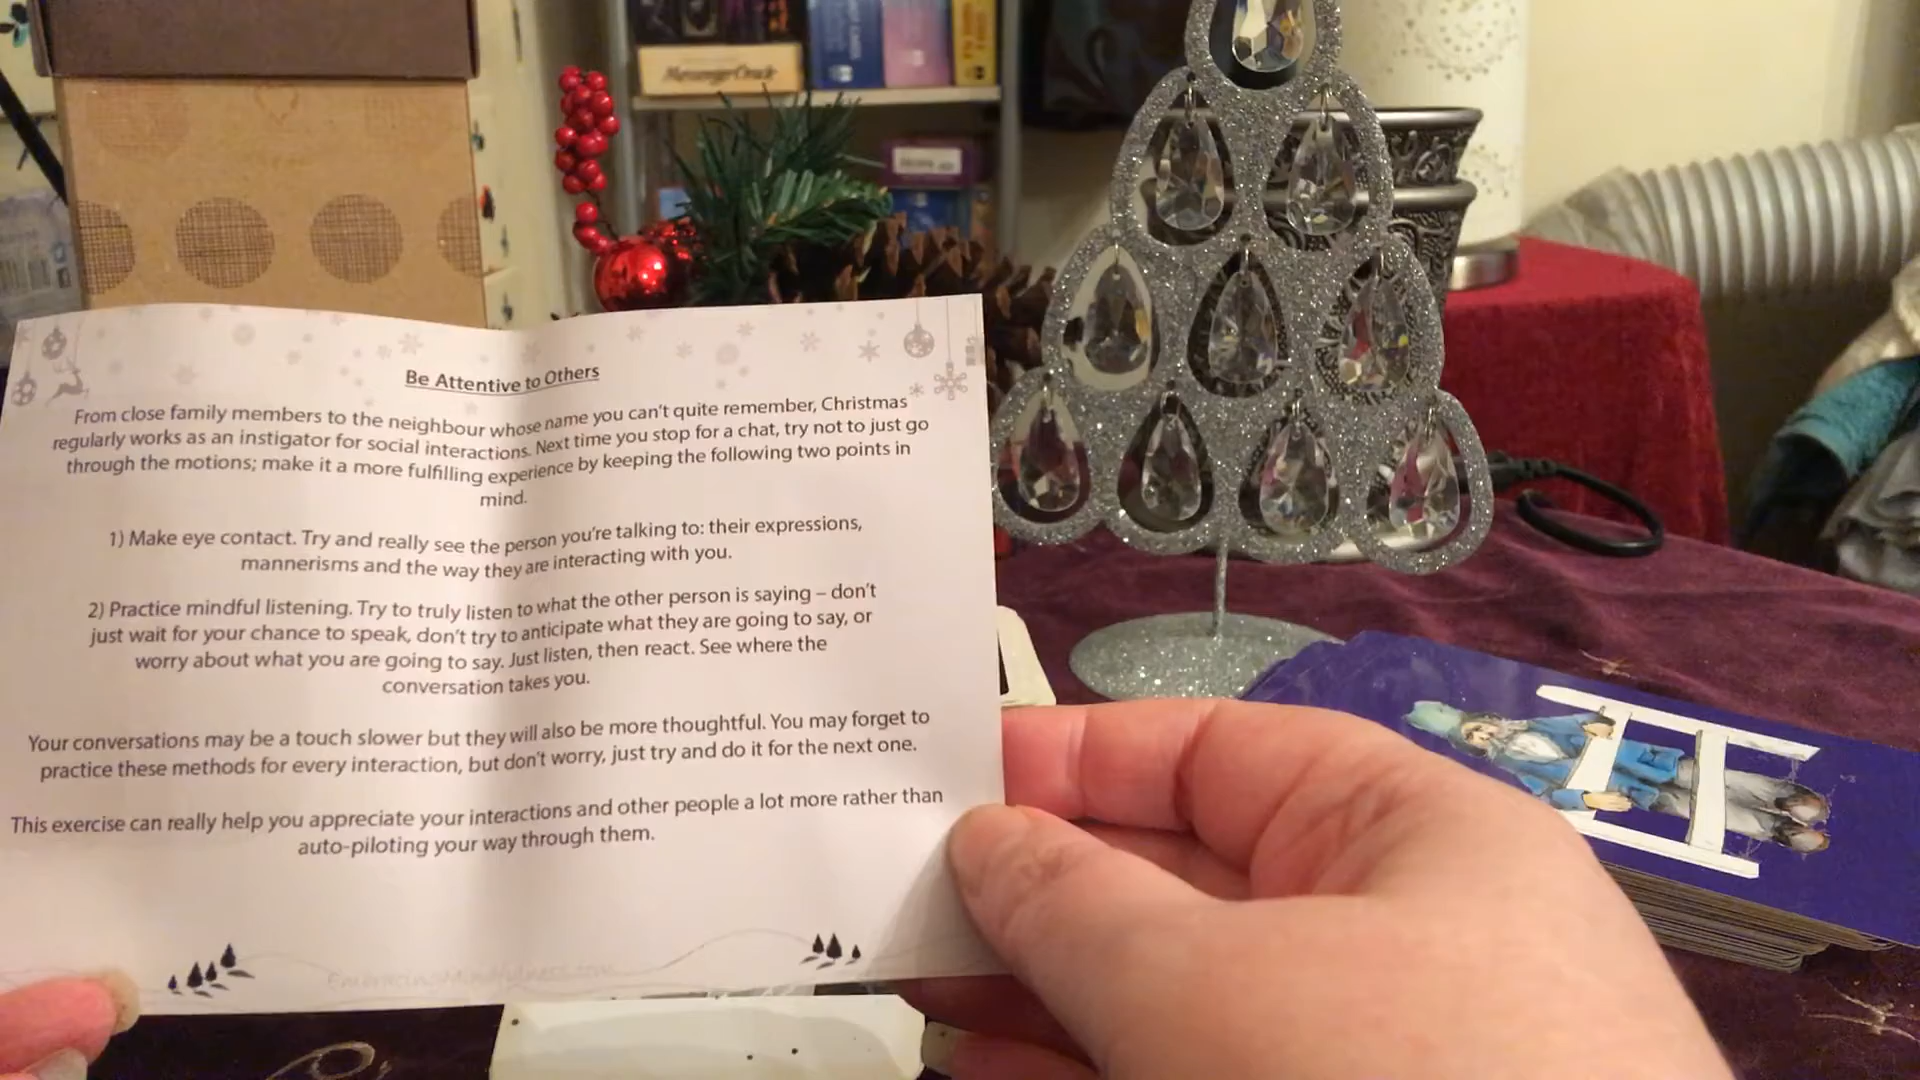 Messenger Oracle
Be Attentive to Others
From close family members to the neighbour whose name you can't quite remember, Christmas
regularly works as an instigator for social interactions. Next time you stop for a chat, try not to just go
through the motions; make it a more fulfilling experience by keeping the following two points in
mind.
1) Make eye contact. Try and really see the person you're talking to: their expressions,
mannerisms and the way they are interacting with you.
2) Practice mindful listening. Try to truly listen to what the other person is saying – don't
just wait for your chance to speak, don't try to anticipate what they are going to say, or
worry about what you are going to say. Just listen, then react. See where the
conversation takes you.
Your conversations may be a touch slower but they will also be more thoughtful. You may forget to
practice these methods for every interaction, but don't worry, just try and do it for the next one.
This exercise can really help you appreciate your interactions and other people a lot more rather than
auto-piloting your way through them.
EmbracingMindfulness.com